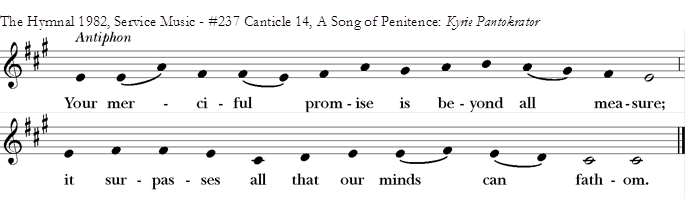 The Hymnal 1982, Service Music - #237 Canticle 14, A Song of Penitence: Kyrie Pantokrator
Antiphon
Your mer - ci - ful prom - ise is be - yond all mea - sure;
it sur - pas - ses all that our minds can fath - om.